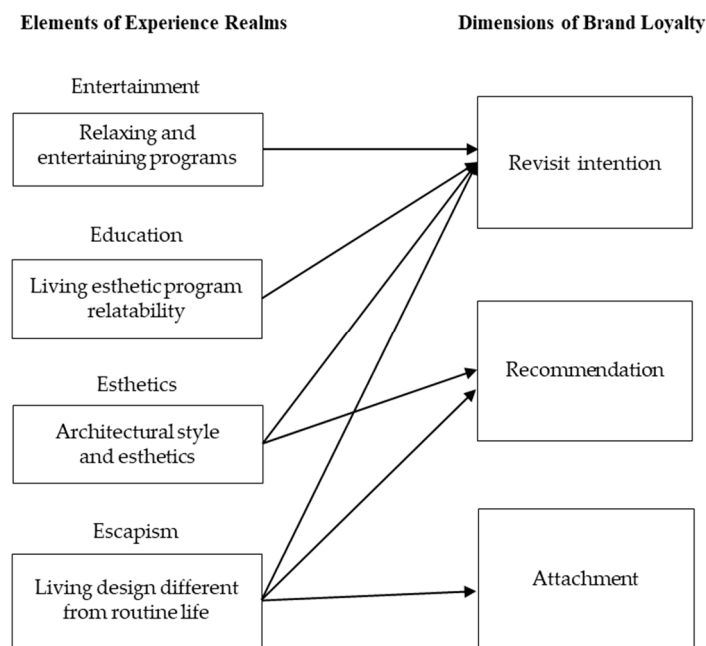 Elements of Experience Realms
Dimensions of Brand Loyalty
Entertainment
Relaxing and
entertaining programs
Revisit intention
Education
Living esthetic program
relatability
Esthetics
Architectural style
and esthetics
Recommendation
Escapism
Living design different
from routine life
Attachment